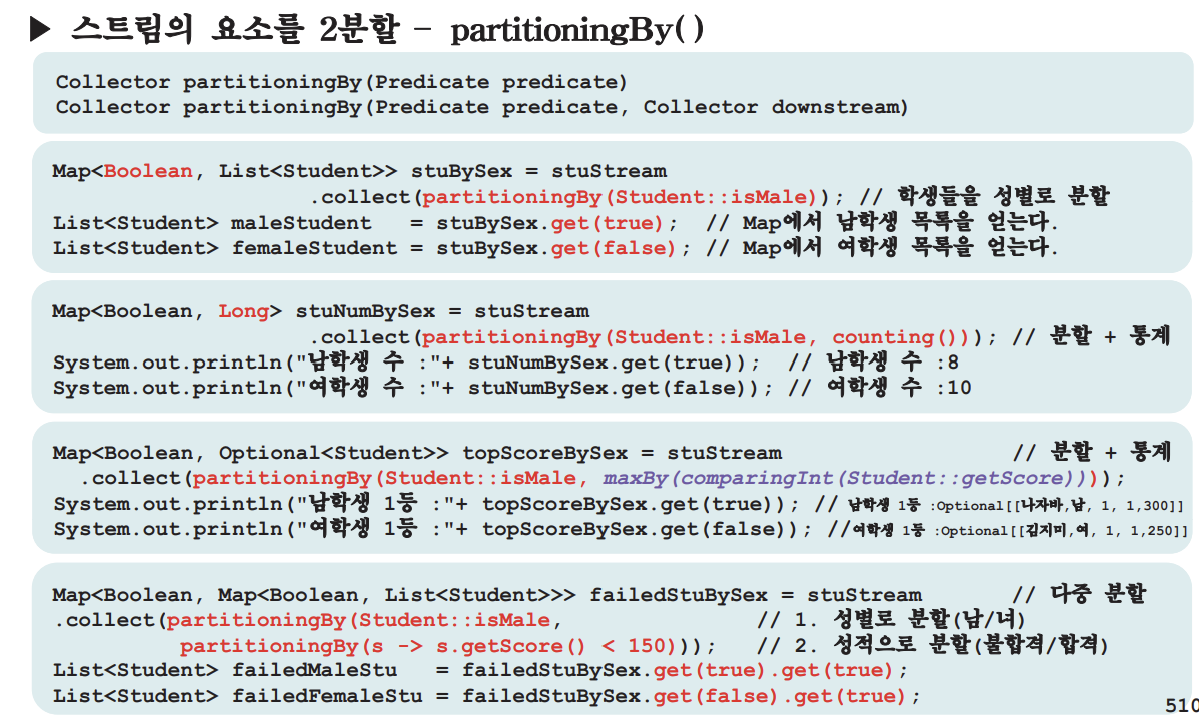 ▶ 스트림의 요소를 2분할 – partitioningBy()
Collector partitioningBy(Predicate predicate)
Collector partitioningBy(Predicate predicate, Collector downstream)
Map<Boolean, List<Student>> stuBySex = stuStream
.collect(partitioningBy(Student::isMale)); // 학생들을 성별로 분할
List<Student> maleStudent = stuBySex.get(true); // Map에서 남학생 목록을 얻는다.
List<Student> femaleStudent = stuBySex.get(false); // Map에서 여학생 목록을 얻는다.
Map<Boolean, Long> stuNumBySex = stuStream
.collect(partitioningBy(Student::isMale, counting())); // 분할 + 통계
System.out.println("남학생 수 :"+ stuNumBySex.get(true)); // 남학생 수 :8
System.out.println("여학생 수 :"+ stuNumBySex.get(false)); // 여학생 수 :10
Map<Boolean, Optional<Student>> topScoreBySex = stuStream // 분할 + 통계
.collect(partitioningBy(Student::isMale, maxBy(comparingInt(Student::getScore))));
System.out.println("남학생 1등 :"+ topScoreBySex.get(true)); // 남학생 1등 :Optional[[나자바,남, 1, 1,300]]
System.out.println("여학생 1등 :"+ topScoreBySex.get(false)); //여학생 1등 :Optional[[김지미,여, 1, 1,250]]
Map<Boolean, Map<Boolean, List<Student>>> failedStuBySex = stuStream // 다중 분할
.collect(partitioningBy(Student::isMale, // 1. 성별로 분할(남/녀)
partitioningBy(s -> s.getScore() < 150))); // 2. 성적으로 분할(불합격/합격)
List<Student> failedMaleStu = failedStuBySex.get(true).get(true);
List<Student> failedFemaleStu = failedStuBySex.get(false).get(true);
510